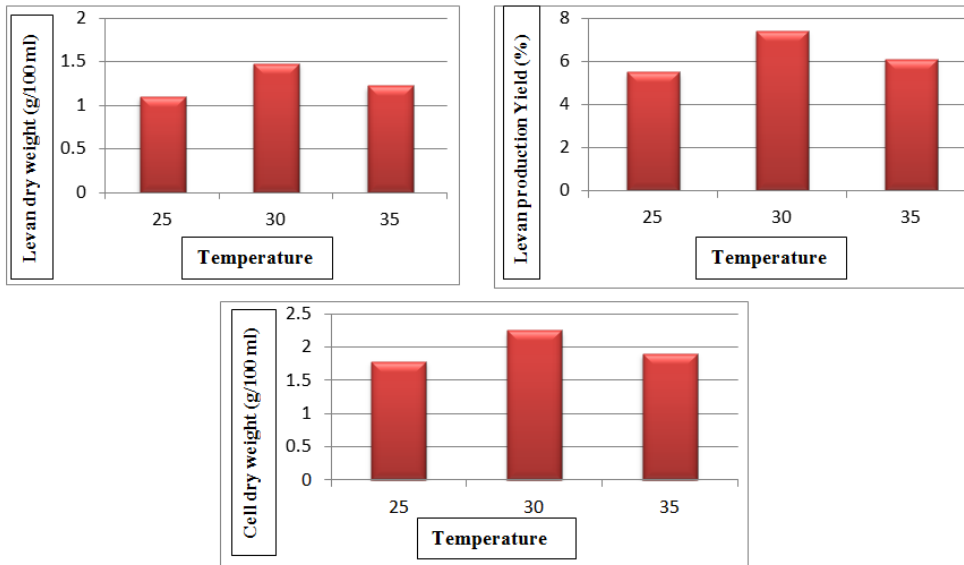 Levan dry weight (g/100 ml)
2
1.5
1
0.5
0
25 30 35
Temperature
Levan production Yield (%)
8
6
4
2
0
25 30 35
Temperature
Cell dry weight (g/100 ml)
2.5
2
1.5
1
0.5
0
25 30 35
Temperature